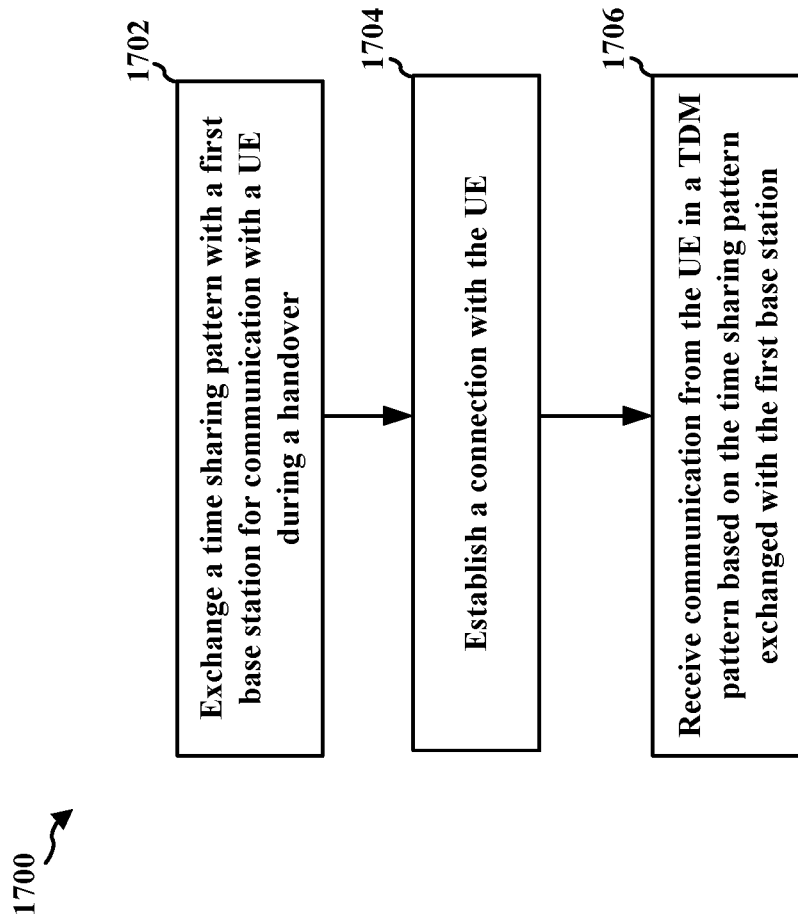 1700
1702
Exchange a time sharing pattern with a first
base station for communication with a UE
during a handover
1704
Establish a connection with the UE
1706
Receive communication from the UE in a TDM
pattern based on the time sharing pattern
exchanged with the first base station